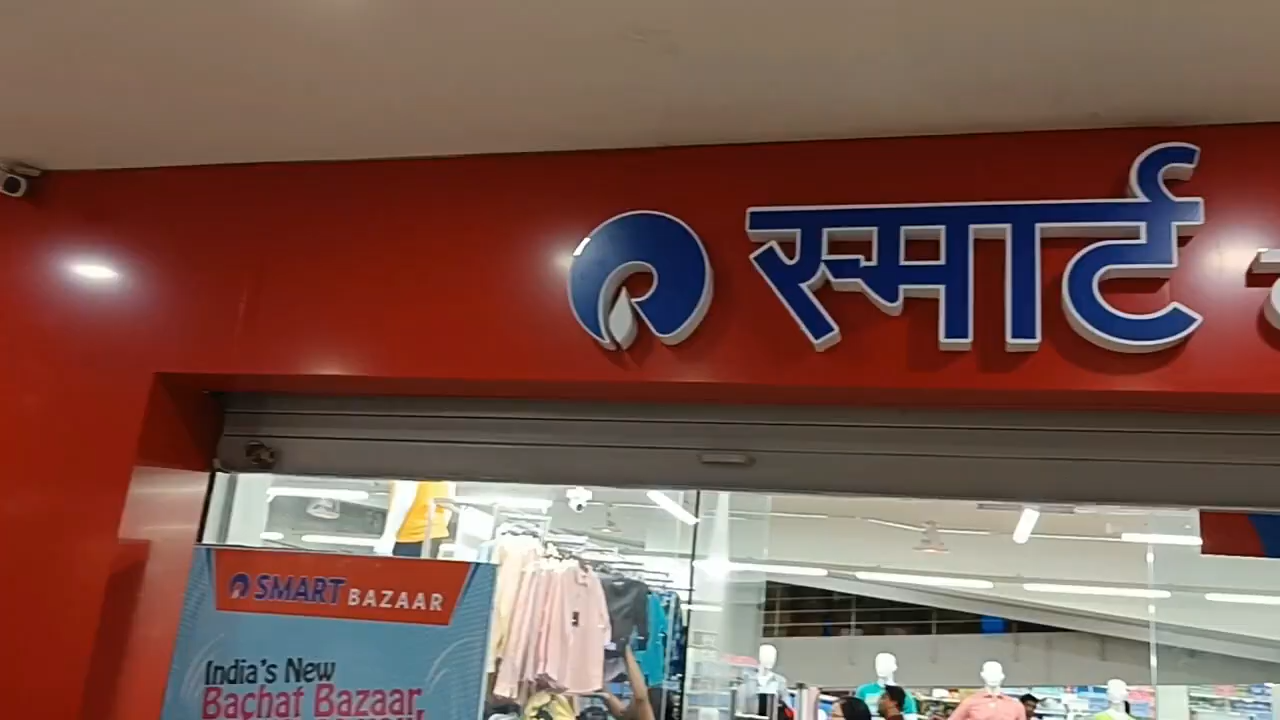 स्मार्ट
SMART BAZAAR
India's New
Bachat Bazaar,